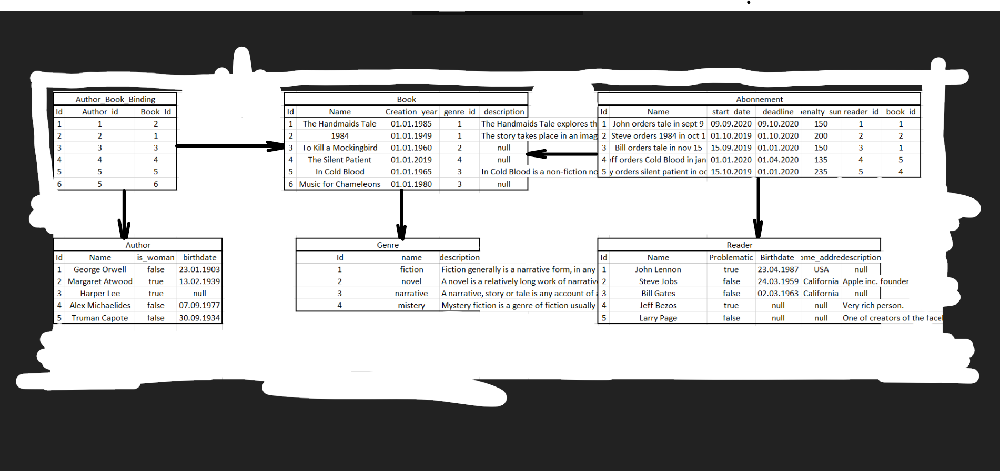 Author_Book_Binding
Id Author_id Book_Id
1 1 2
2 2 1
3 3 3
4 4 4
5 5 5
6 5 6
Book
Id Name Creation_year genre_id description
1 The Handmaids Tale 01.01.1985 1 The Handmaids Tale explores th
2 1984 01.01.1949 1 The story takes place in an imag
3 To Kill a Mockingbird 01.01.1960 2 null
4 The Silent Patient 01.01.2019 4 null
5 In Cold Blood 01.01.1965 3 In Cold Blood is a non-fiction no
6 Music for Chameleons 01.01.1980 3 null
Abonnement
Id Name start_date deadline enalty_sum reader_id book_id
1 John orders tale in sept 9 09.09.2020 09.10.2020 150 1 1
2 Steve orders 1984 in oct 1 01.10.2019 01.10.2020 200 2 2
3 Bill orders tale in nov 15 15.09.2019 01.01.2020 150 3 1
4 eff orders Cold Blood in jan 01.01.2020 01.04.2020 135 4 5
5 y orders silent patient in oc 15.10.2019 01.01.2020 235 5 4
Author
Id Name is_woman birthdate
1 George Orwell false 23.01.1903
2 Margaret Atwood true 13.02.1939
3 Harper Lee true null
4 Alex Michaelides false 07.09.1977
5 Truman Capote false 30.09.1934
Genre
Id name description
1 fiction Fiction generally is a narrative form, in any
2 novel A novel is a relatively long work of narrativ
3 narrative A narrative, story or tale is any account of a
4 mistery Mystery fiction is a genre of fiction usually
Reader
Id Name Problematic Birthdate ome_addre description
1 John Lennon true 23.04.1987 USA null
2 Steve Jobs false 24.03.1959 California Apple inc. founder
3 Bill Gates false 02.03.1963 California null
4 Jeff Bezos true null null Very rich person.
5 Larry Page false null null One of creators of the face